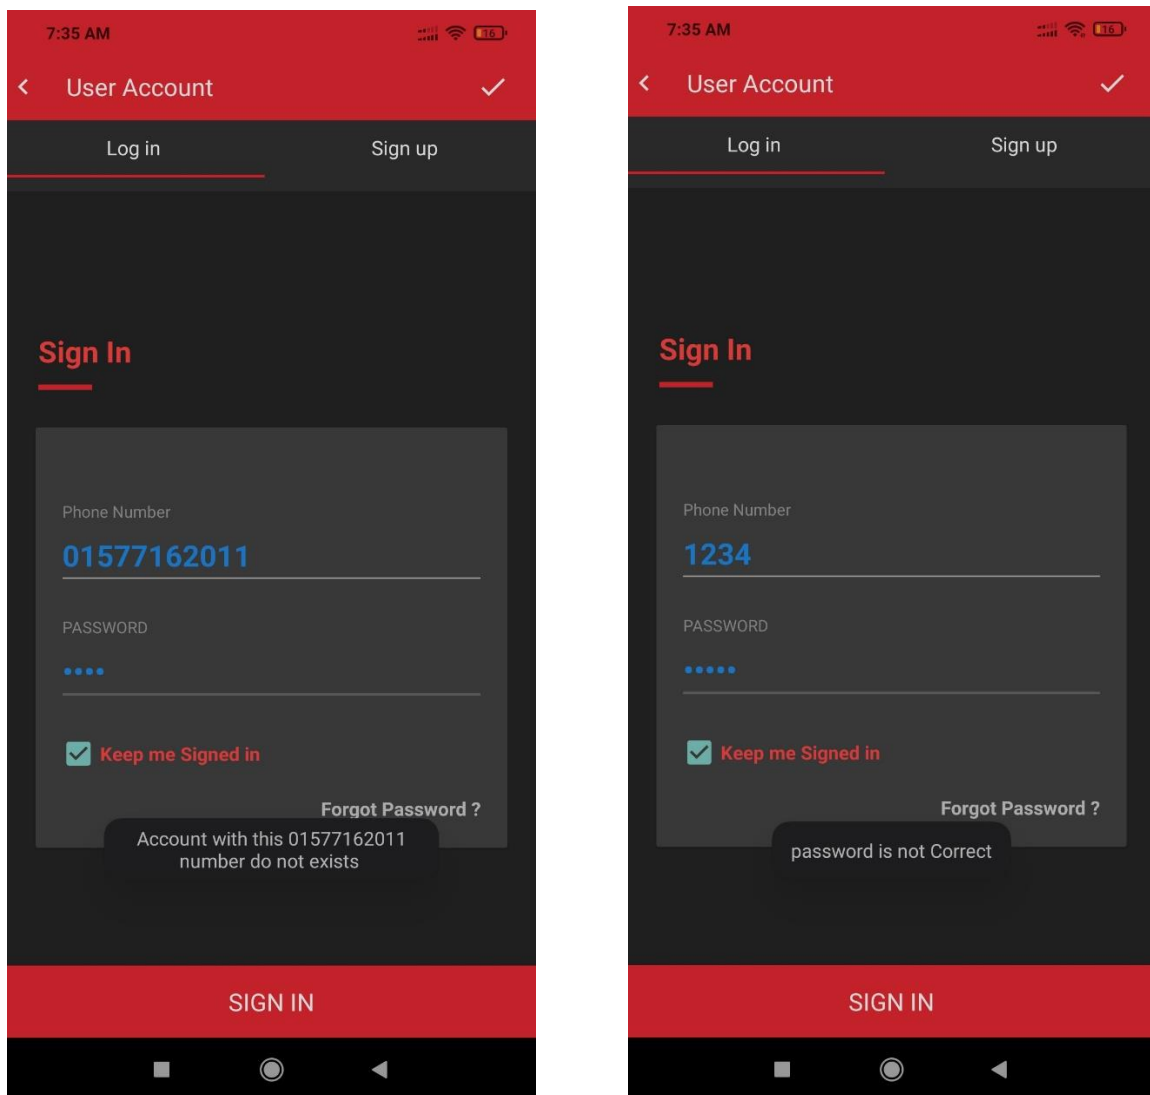 7:35 AM
16
User Account
Log in
Sign up
Sign In
Phone Number
01577162011
PASSWORD
••••
Keep me Signed in
Forgot Password ?
Account with this 01577162011
number do not exists
SIGN IN
7:35 AM
16
User Account
Log in
Sign up
Sign In
Phone Number
1234
PASSWORD
•••••
Keep me Signed in
Forgot Password ?
password is not Correct
SIGN IN